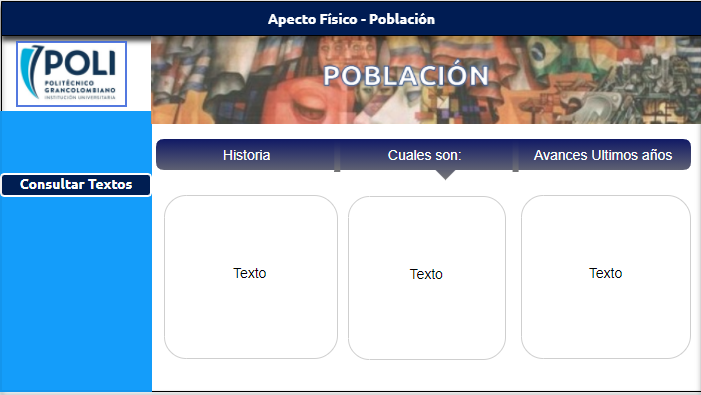 Apecto Físico - Población
POLI
POLITÉCNICO
GRANCOLOMBIANO
INSTITUCIÓN UNIVERSITARIA
POBLACIÓN
Consultar Textos
Historia
Cuales son:
Avances Ultimos años
Texto
Texto
Texto